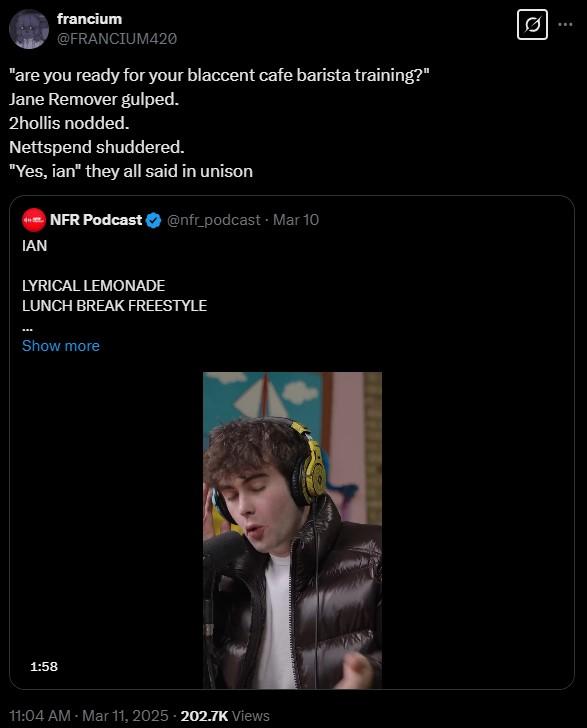 francium
@FRANCIUM420
"are you ready for your blaccent cafe barista training?"
Jane Remover gulped.
2hollis nodded.
Nettspend shuddered.
"Yes, ian" they all said in unison
NFR Podcast @nfr_podcast · Mar 10
IAN
LYRICAL LEMONADE
LUNCH BREAK FREESTYLE
...
Show more
1:58
11:04 AM · Mar 11, 2025 · 202.7K Views